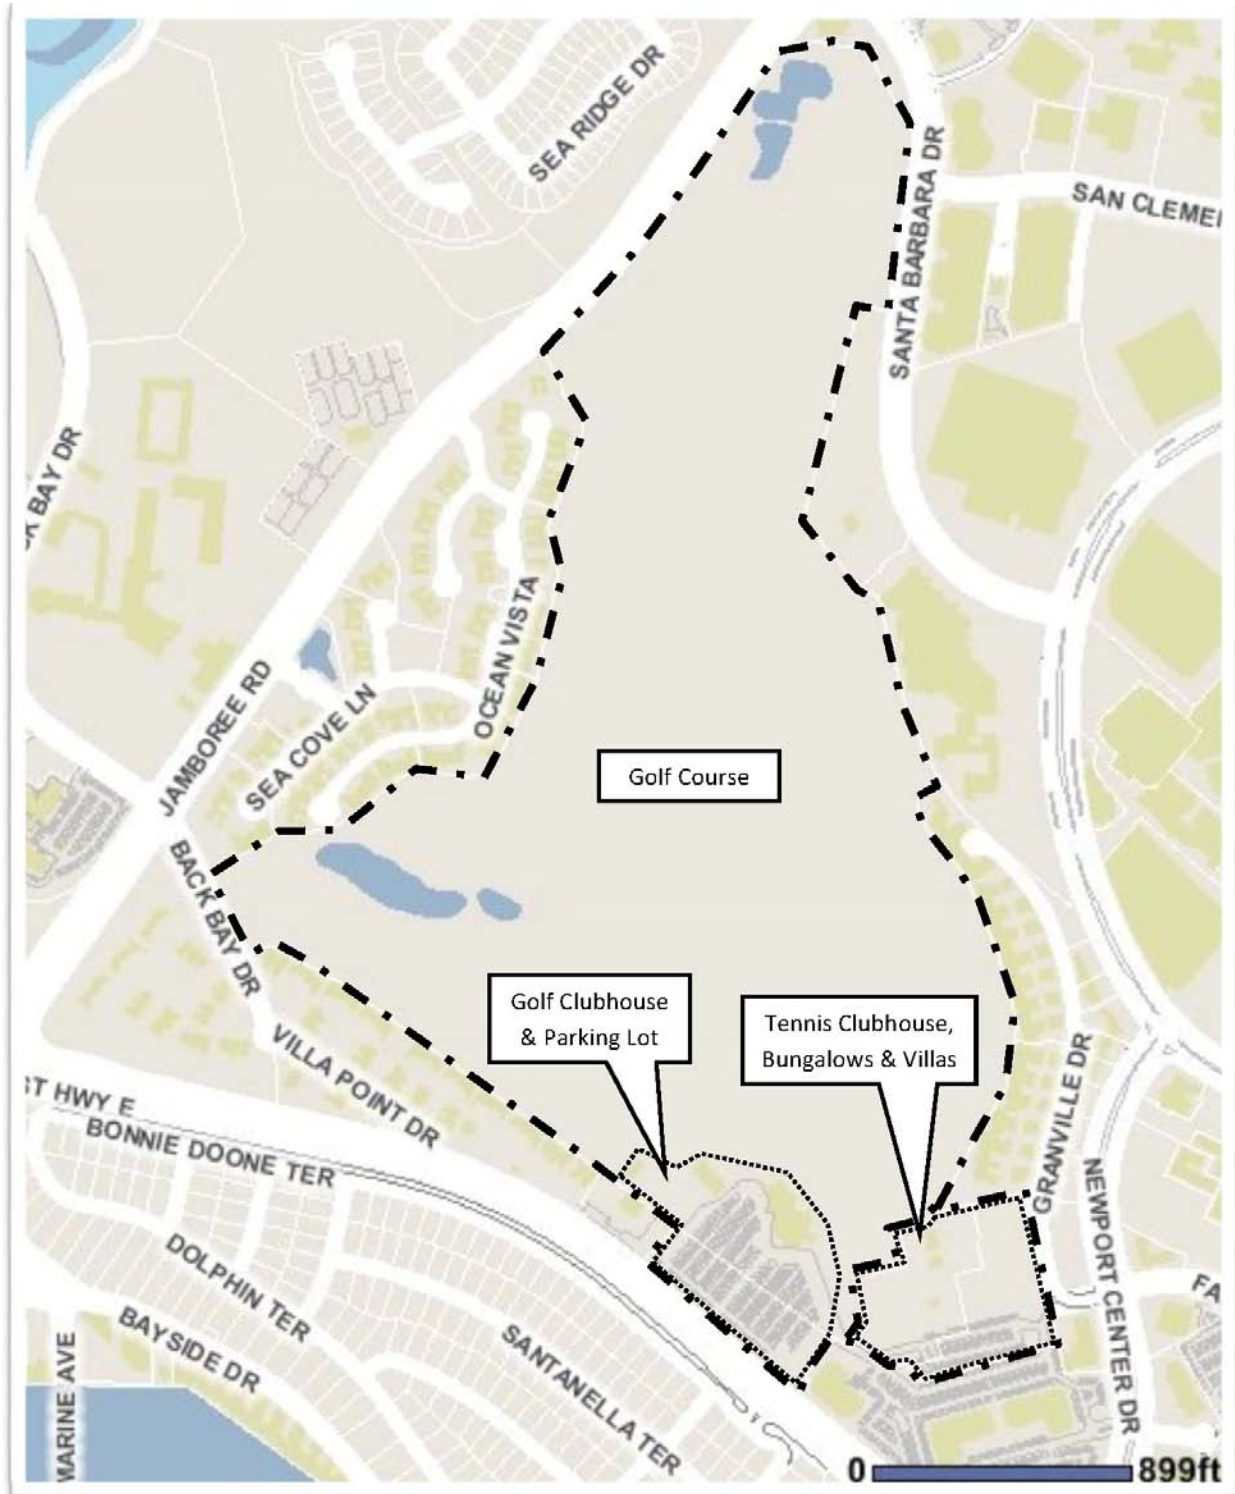 SEA RIDGE DR
SANTA BARBARA DR
SAN CLEME
BAY DR
OCEAN VISTA
JAMBOREE RD
SEA COVE LN
Golf Course
BACK BAY DR
Golf Clubhouse
& Parking Lot
Tennis Clubhouse,
Bungalows & Villas
VILLA POINT DR
GRANVILLE DR
ST HWY E
BONNIE DOONE TER
NEWPORT CENTER DR
DOLPHIN TER
FA
BAYSIDE DR
SANTANELLA TER
MARINE AVE
0 899ft